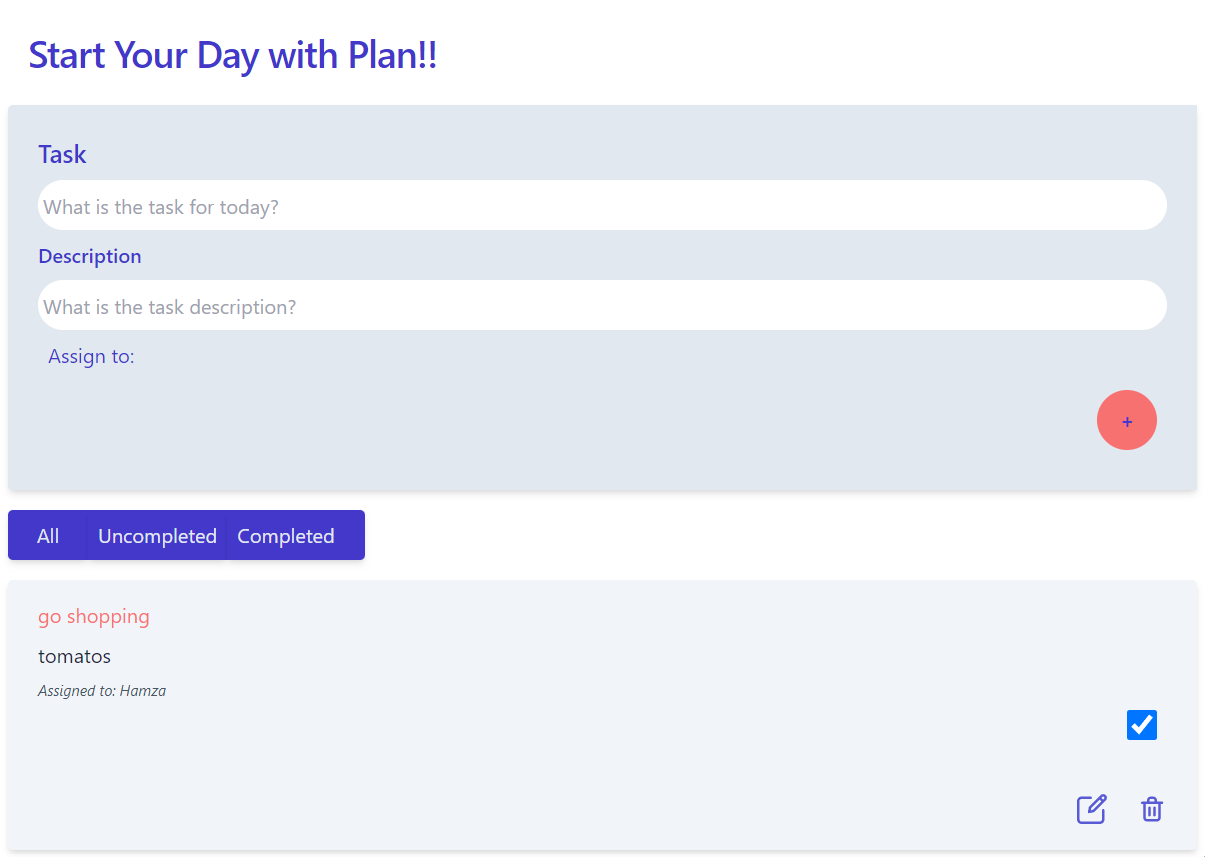 Start Your Day with Plan!!
Task
What is the task for today?
Description
What is the task description?
Assign to:
+
All Uncompleted Completed
go shopping
tomatos
Assigned to: Hamza